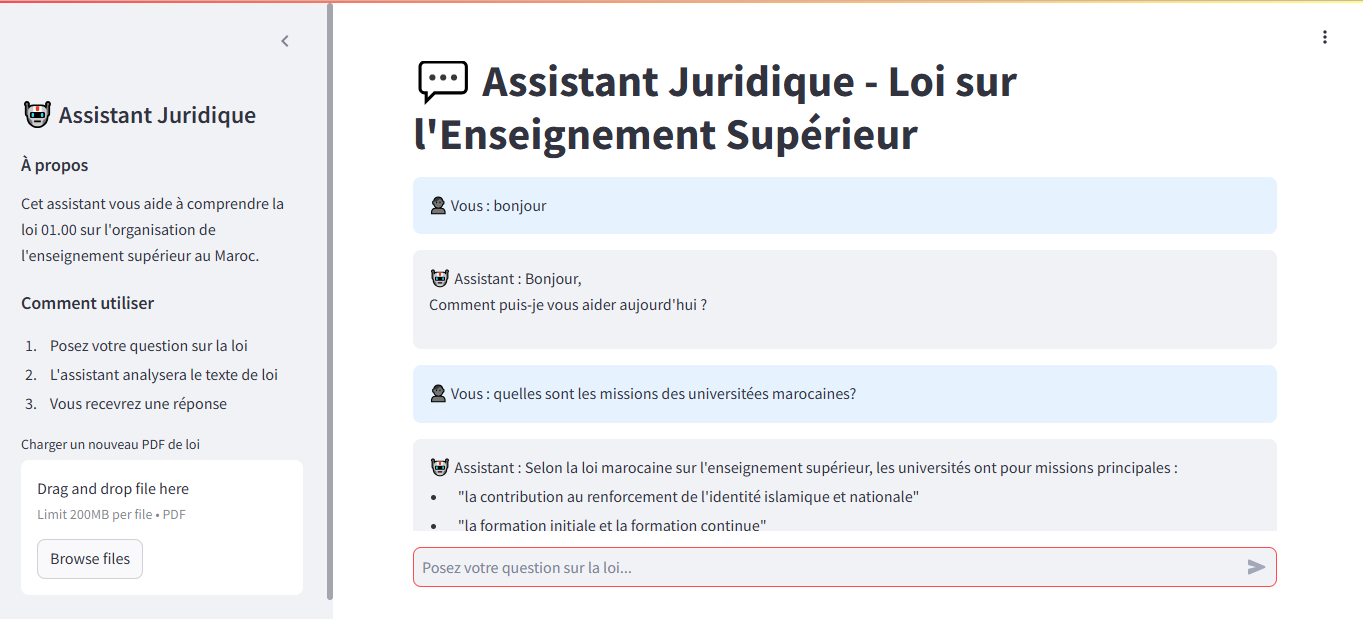 Assistant Juridique
À propos
Cet assistant vous aide à comprendre la
loi 01.00 sur l'organisation de
l'enseignement supérieur au Maroc.
Comment utiliser
1. Posez votre question sur la loi
2. L'assistant analysera le texte de loi
3. Vous recevrez une réponse
Charger un nouveau PDF de loi
Drag and drop file here
Limit 200MB per file • PDF
Browse files
Assistant Juridique - Loi sur
l'Enseignement Supérieur
Vous : bonjour
Assistant : Bonjour,
Comment puis-je vous aider aujourd'hui ?
Vous : quelles sont les missions des universitées marocaines?
Assistant : Selon la loi marocaine sur l'enseignement supérieur, les universités ont pour missions principales :
• "la contribution au renforcement de l'identité islamique et nationale"
• "la formation initiale et la formation continue"
Posez votre question sur la loi...